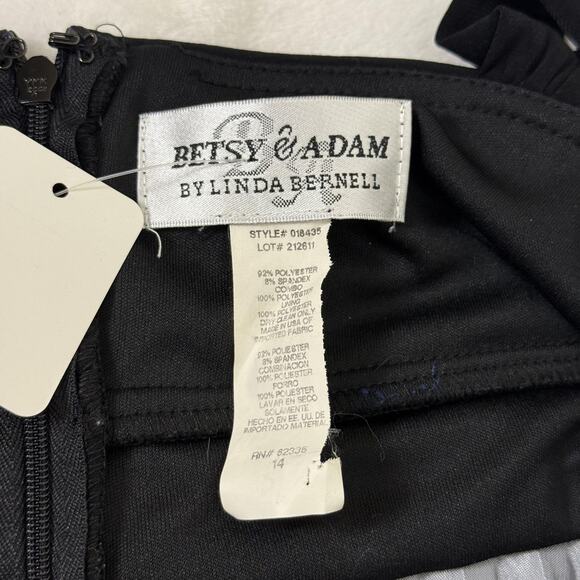 BETSY & ADAM
BY LINDA BERNELL
STYLE# 018435
LOT# 212611
92% POLYESTER
8% SPANDEX
COMBO
100% POLYESTER
LINING
100% POLYESTER
DRY CLEAN ONLY
MADE IN USA OF
IMPORTED FABRIC
92% POLIESTER
8% SPANDEX
COMBINACION
100% POLIESTER
FORRO
100% POLIESTER
LAVAR EN SECO
SOLAMENTE
HECHO EN EE. UU. DE
IMPORTADO MATERIAL
RN# 62335
14